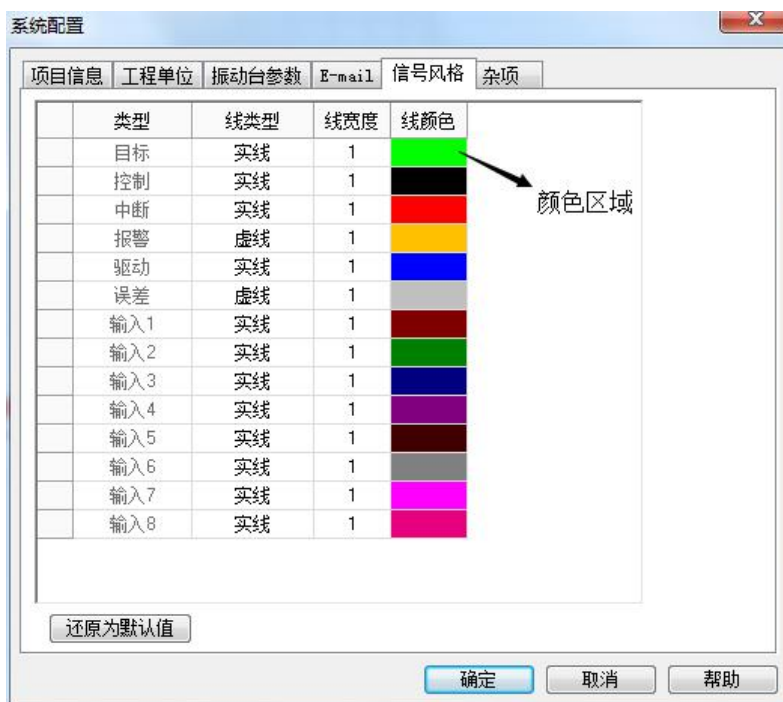 系统配置
项目信息 工程单位 振动台参数 E-mail 信号风格 杂项
类型 线类型 线宽度 线颜色
目标 实线 1
控制 实线 1
颜色区域
中断 实线 1
报警 虚线 1
驱动 实线 1
误差 虚线 1
输入1 实线 1
输入2 实线 1
输入3 实线 1
输入4 实线 1
输入5 实线 1
输入6 实线 1
输入7 实线 1
输入8 实线 1
还原为默认值
确定 取消 帮助